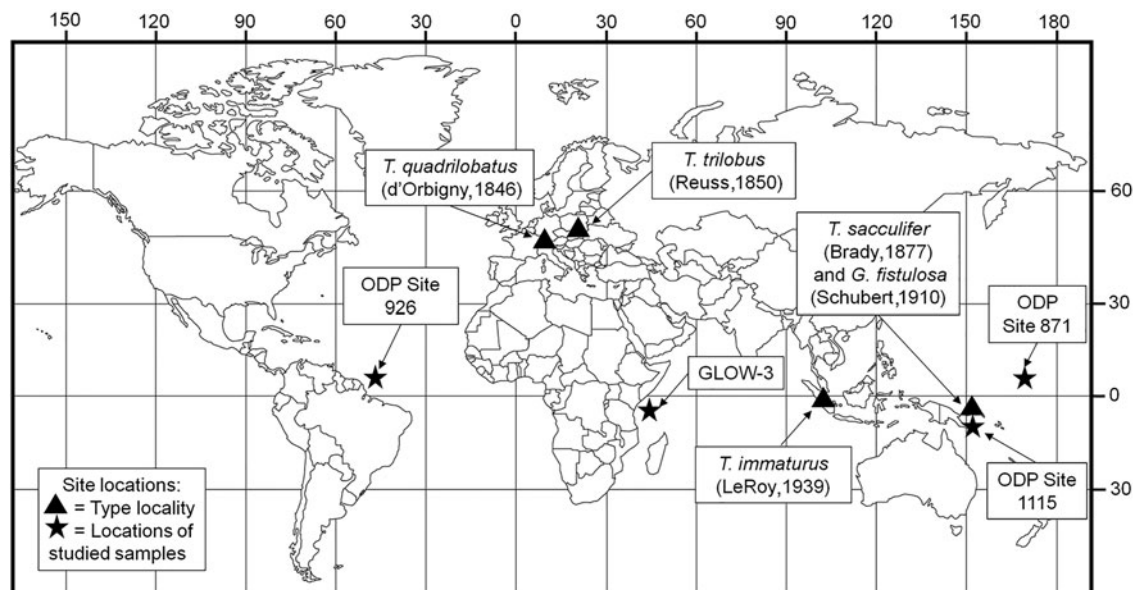 150 120 90 60 30 0 30 60 90 120 150 180
T. quadrilobatus
(d'Orbigny,1846)
T. trilobus
(Reuss,1850)
60
T. sacculifer
(Brady,1877)
and G. fistulosa
(Schubert,1910)
ODP Site
926
ODP
Site 871
30
GLOW-3
0
T. immaturus
(LeRoy,1939)
ODP Site
1115
30
Site locations:
= Type locality
= Locations of
studied samples